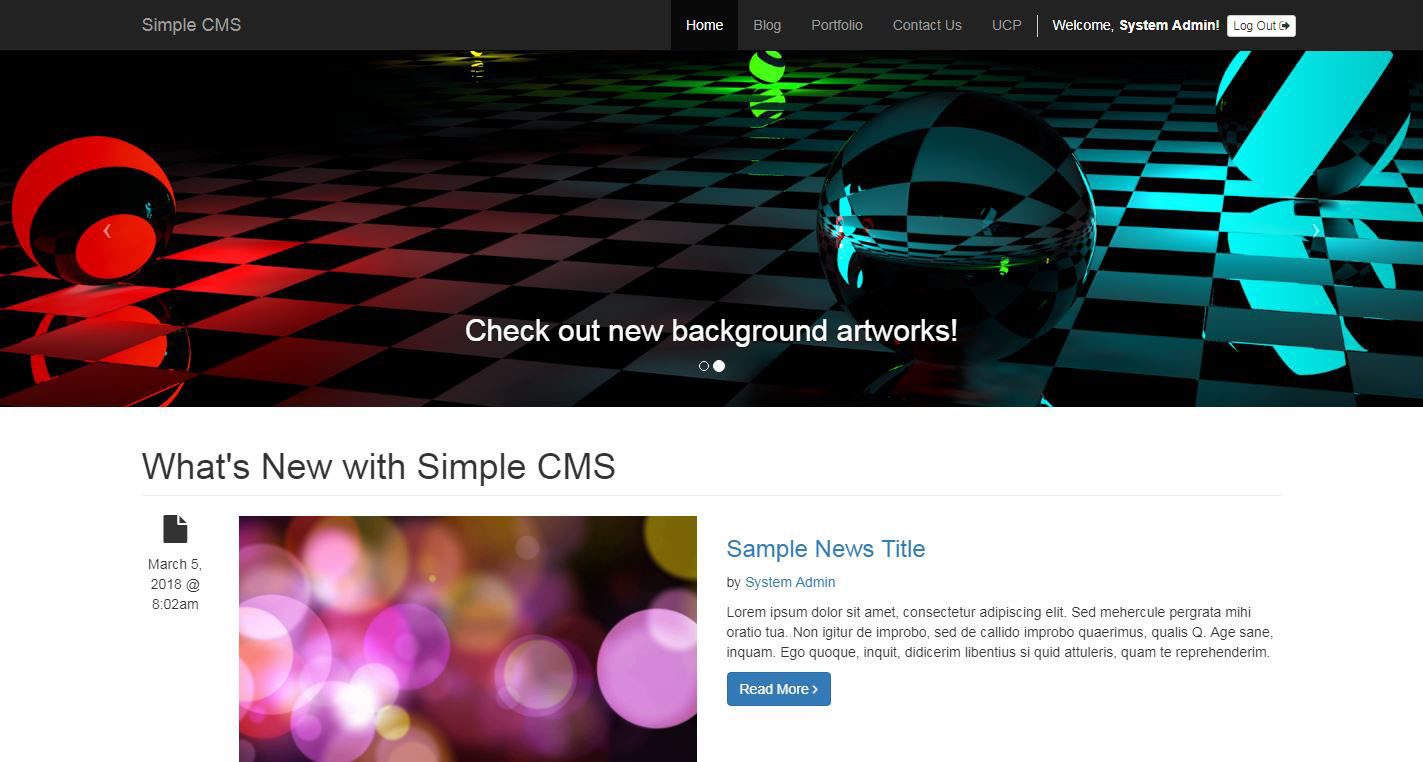 Simple CMS
Home Blog Portfolio Contact Us UCP Welcome, System Admin! Log Out
Check out new background artworks!
What's New with Simple CMS
March 5,
2018 @
8:02am
Sample News Title
by System Admin
Lorem ipsum dolor sit amet, consectetur adipiscing elit. Sed mehercule pergrata mihi
oratio tua. Non igitur de improbo, sed de callido improbo quaerimus, qualis Q. Age sane,
inquam. Ego quoque, inquit, didicerim libentius si quid attuleris, quam te reprehenderim.
Read More